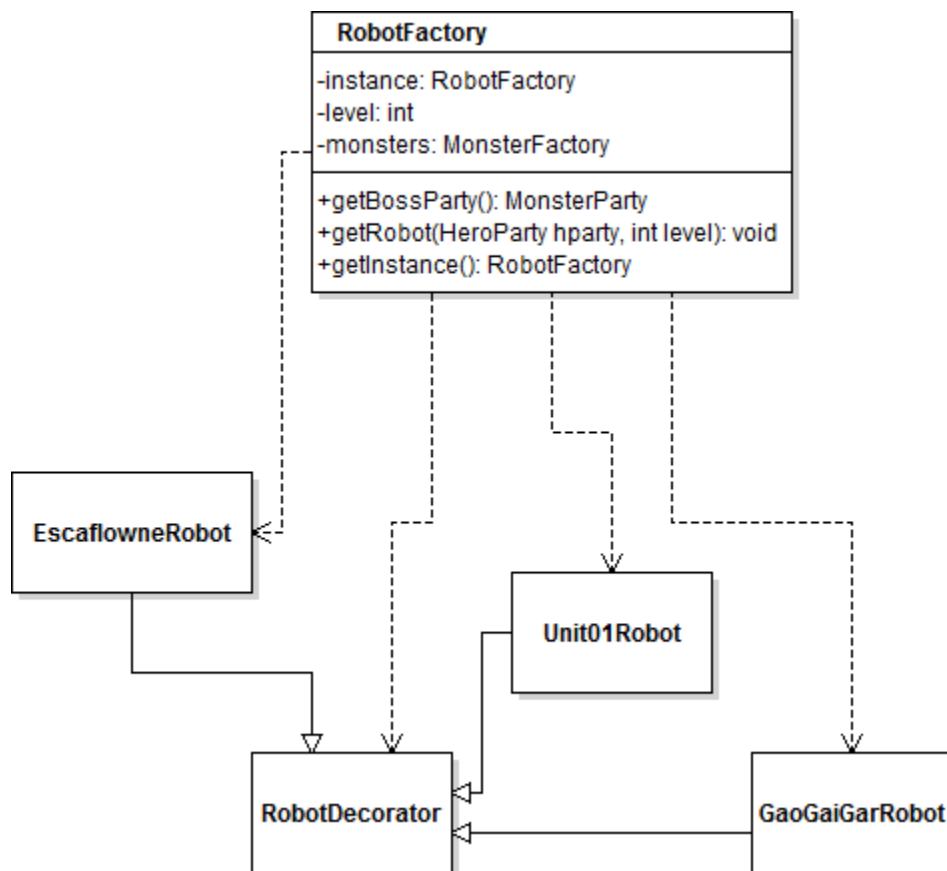 RobotFactory
-instance: RobotFactory
-level: int
-monsters: MonsterFactory
+getBossParty(): MonsterParty
+getRobot(HeroParty hparty, int level): void
+getInstance(): RobotFactory
EscaflowneRobot
Unit01Robot
RobotDecorator
GaoGaiGarRobot